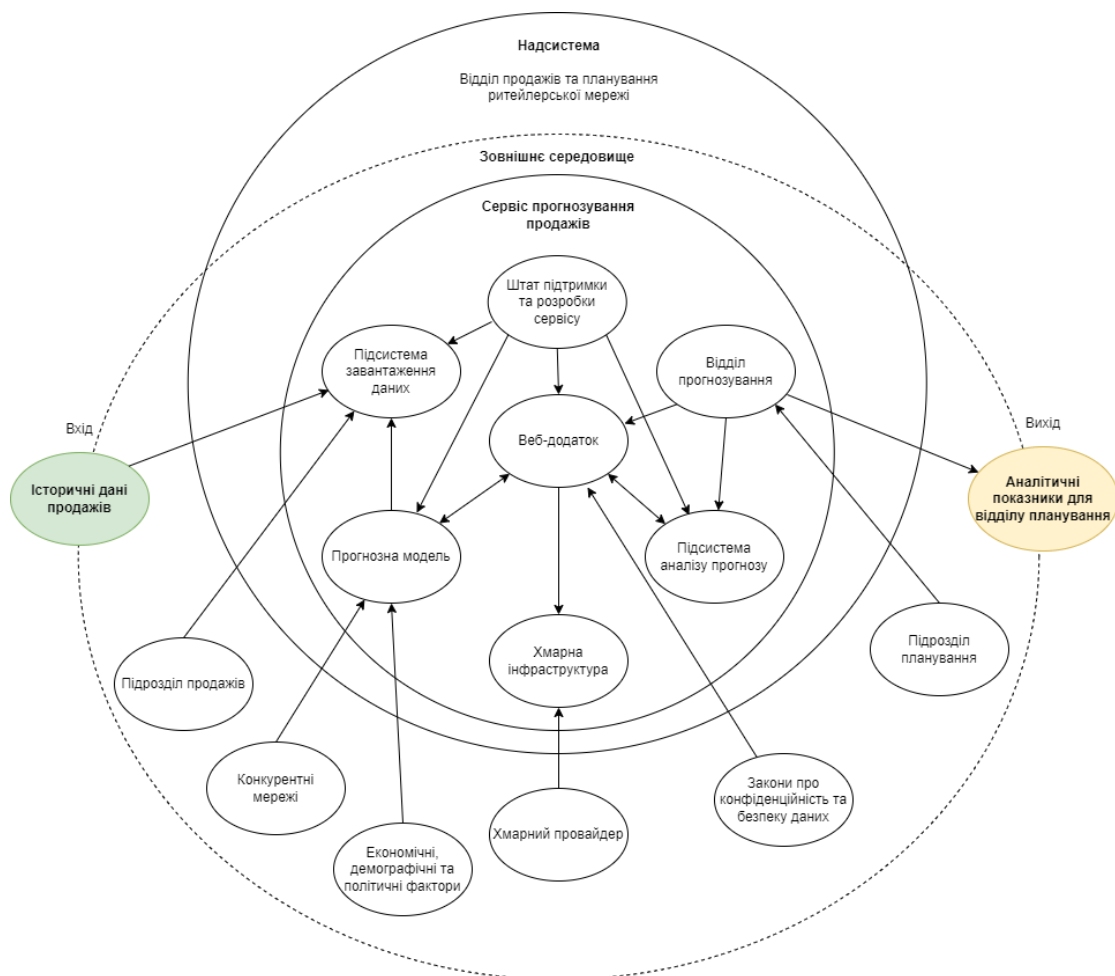 Надсистема
Відділ продажів та планування
ритейлерської мережі
Зовнішнє середовище
Сервіс прогнозування
продажів
Штат підтримки
та розробки
сервісу
Підсистема
завантаження
даних
Відділ
прогнозування
Вхід
Вихід
Веб-додаток
Історичні дані
продажів
Аналітичні
показники для
відділу планування
Прогнозна модель
Підсистема
аналізу прогнозу
Хмарна
інфраструктура
Підрозділ
планування
Підрозділ продажів
Конкурентні
мережі
Закони про
конфіденційність та
безпеку даних
Хмарний провайдер
Економічні,
демографічні та
політичні фактори